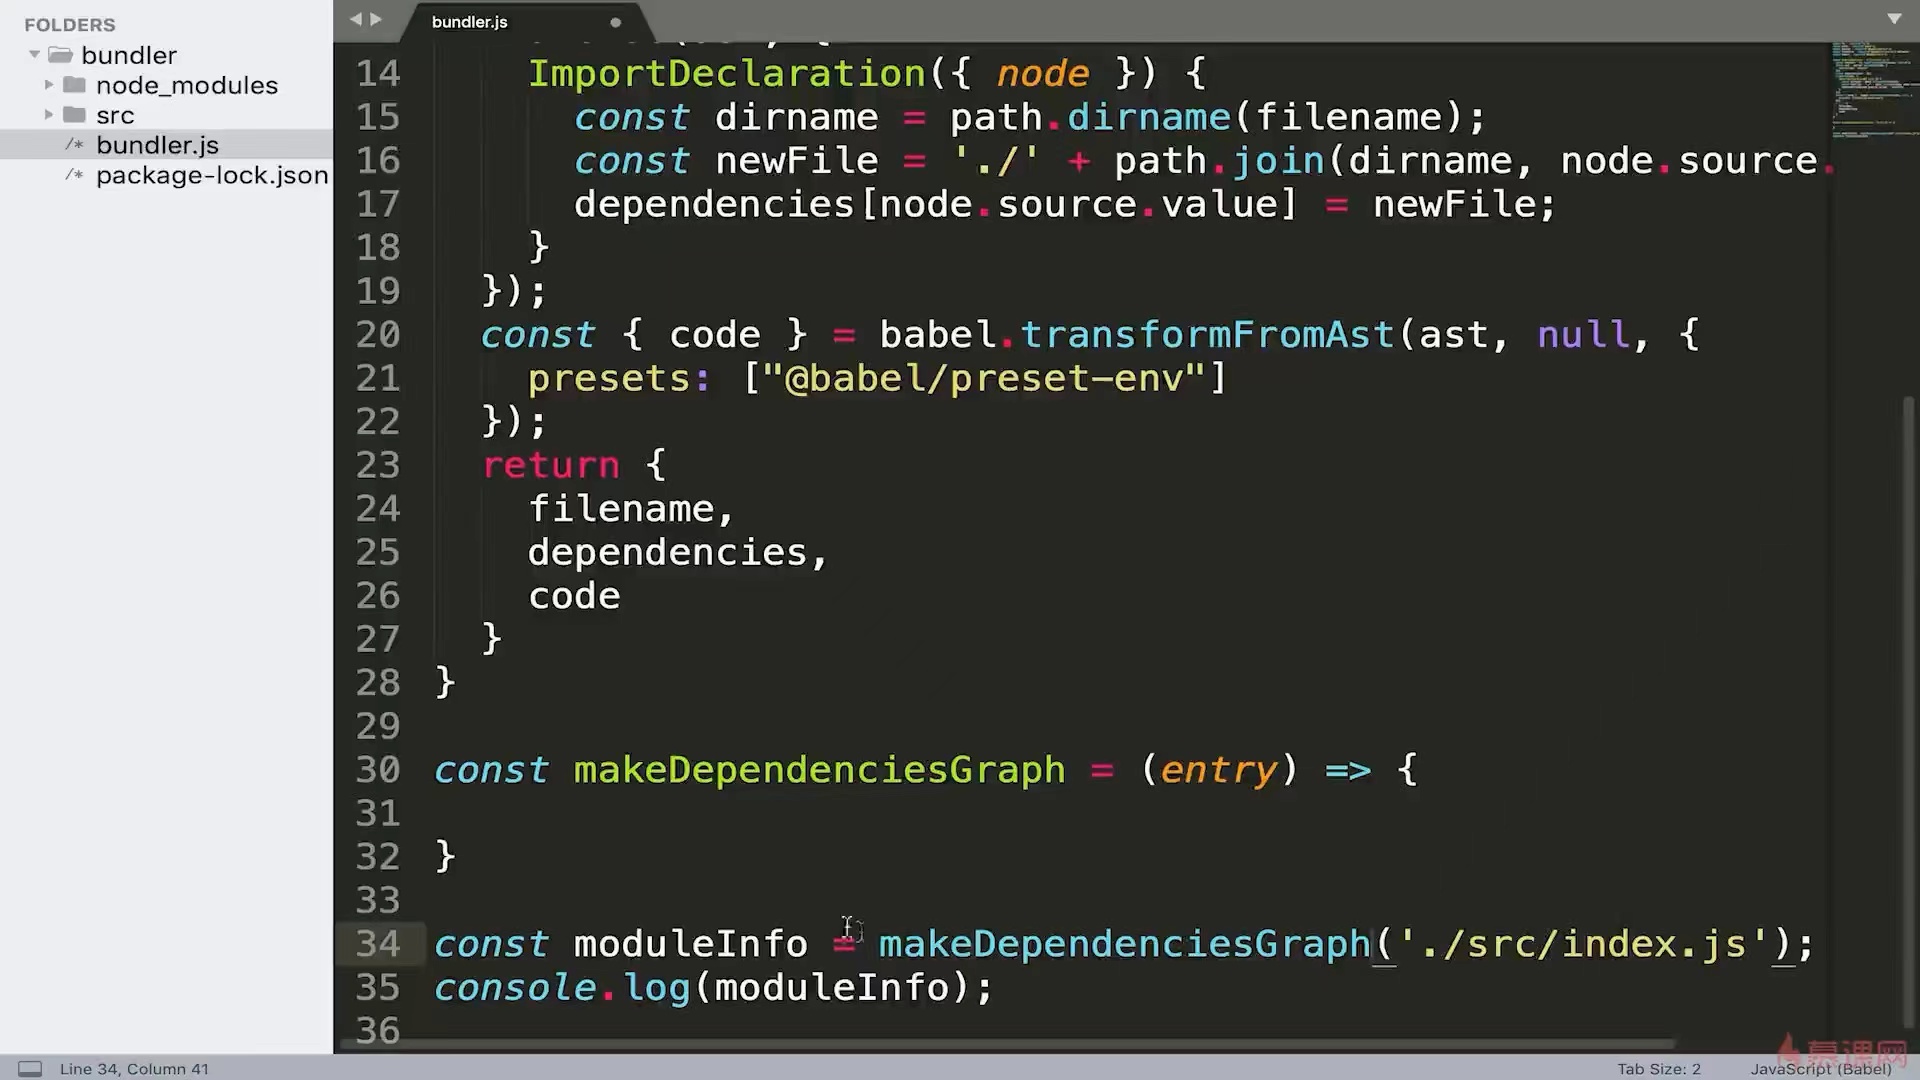 FOLDERS
bundler
node_modules
src
/* bundler.js
/* package-lock.json
bundler.js
14 ImportDeclaration({ node }) {
15 const dirname = path.dirname(filename);
16 const newFile = './' + path.join(dirname, node.source.
17 dependencies[node.source.value] = newFile;
18 }
19 });
20 const { code } = babel.transformFromAst(ast, null, {
21 presets: ["@babel/preset-env"]
22 });
23 return {
24 filename,
25 dependencies,
26 code
27 }
28 }
29
30 const makeDependenciesGraph = (entry) => {
31
32 }
33
34 const moduleInfo = makeDependenciesGraph('./src/index.js');
35 console.log(moduleInfo);
36
Line 34, Column 41
Tab Size: 2
JavaScript (Babel)
慕课网